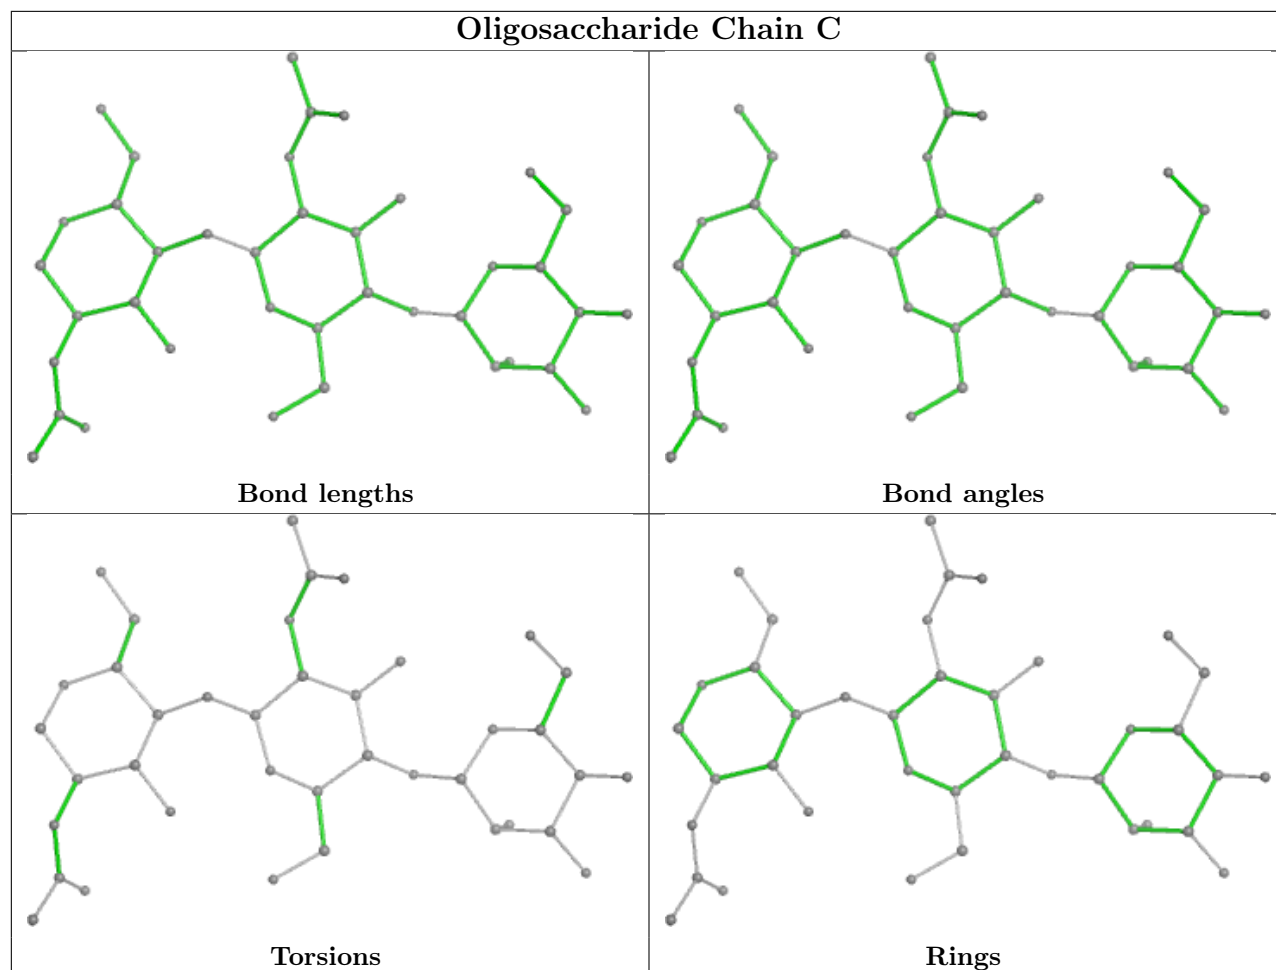 Oligosaccharide Chain C
Bond lengths
Bond angles
Torsions
Rings